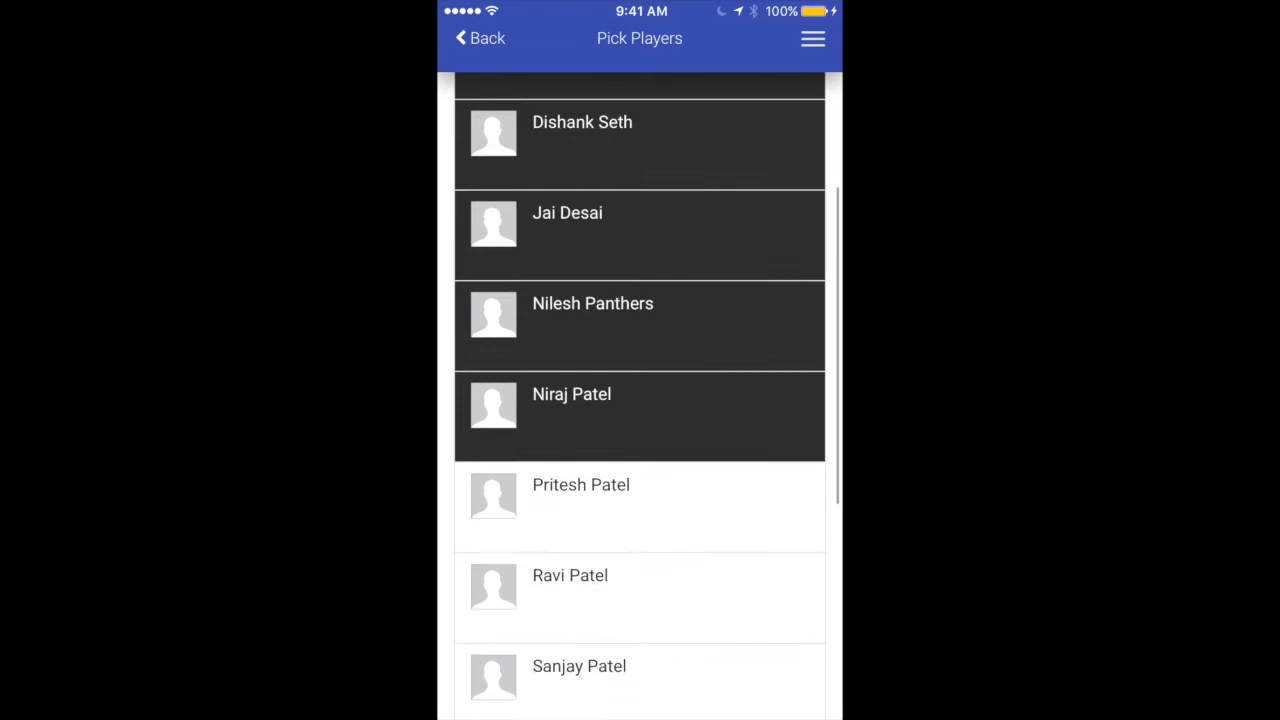 9:41 AM
100%
Back
Pick Players
Dishank Seth
Jai Desai
Nilesh Panthers
Niraj Patel
Pritesh Patel
Ravi Patel
Sanjay Patel